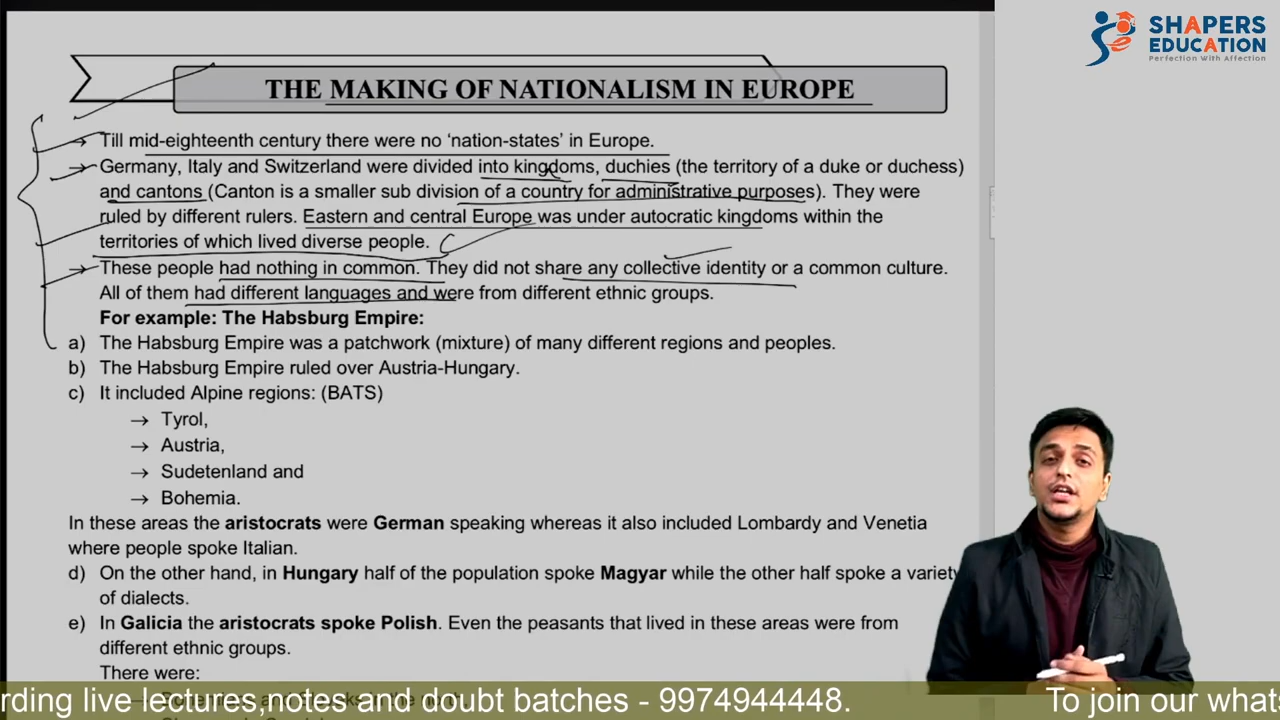 SHAPERS
EDUCATION
Perfection With Affection
THE MAKING OF NATIONALISM IN EUROPE
→ Till mid-eighteenth century there were no ‘nation-states’ in Europe.
→ Germany, Italy and Switzerland were divided into kingdoms, duchies (the territory of a duke or duchess)
and cantons (Canton is a smaller sub division of a country for administrative purposes). They were
ruled by different rulers. Eastern and central Europe was under autocratic kingdoms within the
territories of which lived diverse people.
→ These people had nothing in common. They did not share any collective identity or a common culture.
All of them had different languages and were from different ethnic groups.
For example: The Habsburg Empire:
a) The Habsburg Empire was a patchwork (mixture) of many different regions and peoples.
b) The Habsburg Empire ruled over Austria-Hungary.
c) It included Alpine regions: (BATS)
→ Tyrol,
→ Austria,
→ Sudetenland and
→ Bohemia.
In these areas the aristocrats were German speaking whereas it also included Lombardy and Venetia
where people spoke Italian.
d) On the other hand, in Hungary half of the population spoke Magyar while the other half spoke a variety
of dialects.
e) In Galicia the aristocrats spoke Polish. Even the peasants that lived in these areas were from
different ethnic groups.
There were:
rding live lectures,notes and doubt batches - 9974944448. To join our whats